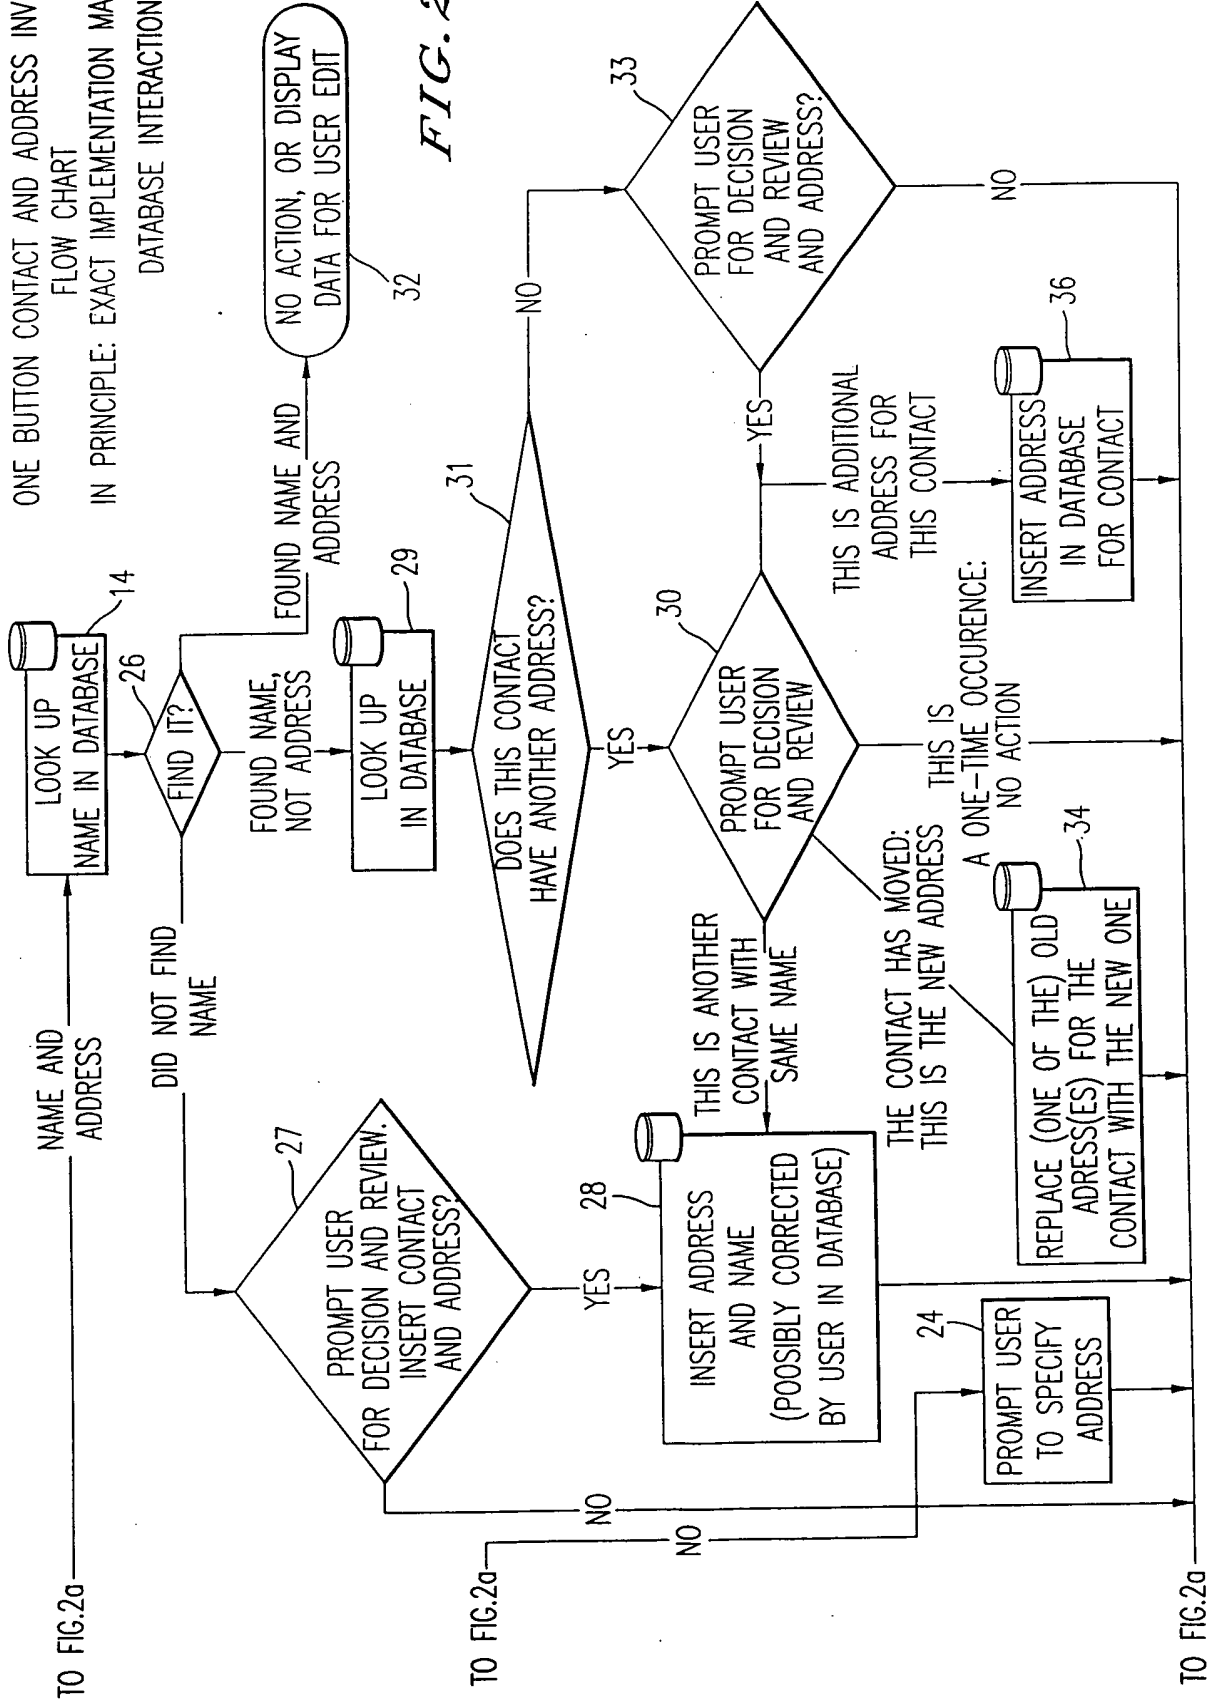 ONE BUTTON CONTACT AND ADDRESS INV
FLOW CHART
IN PRINCIPLE: EXACT IMPLEMENTATION MA
DATABASE INTERACTION
FIG.2
TO FIG.2a
NAME AND
ADDRESS
LOOK UP
NAME IN DATABASE
14
FIND IT?
26
DID NOT FIND
NAME
FOUND NAME,
NOT ADDRESS
FOUND NAME AND
ADDRESS
NO ACTION, OR DISPLAY
DATA FOR USER EDIT
32
PROMPT USER
FOR DECISION AND REVIEW.
INSERT CONTACT
AND ADDRESS?
27
LOOK UP
IN DATABASE
29
DOES THIS CONTACT
HAVE ANOTHER ADDRESS?
31
NO
YES
PROMPT USER
FOR DECISION
AND REVIEW
AND ADDRESS?
33
YES
NO
PROMPT USER
FOR DECISION
AND REVIEW
30
THIS IS ANOTHER
CONTACT WITH
SAME NAME
YES
INSERT ADDRESS
AND NAME
(POOSIBLY CORRECTED
BY USER IN DATABASE)
28
THE CONTACT HAS MOVED:
THIS IS THE NEW ADDRESS
THIS IS
A ONE-TIME OCCURENCE:
NO ACTION
THIS IS ADDITIONAL
ADDRESS FOR
THIS CONTACT
INSERT ADDRESS
IN DATABASE
FOR CONTACT
36
REPLACE (ONE OF THE) OLD
ADRESS(ES) FOR THE
CONTACT WITH THE NEW ONE
34
NO
TO FIG.2a
NO
PROMPT USER
TO SPECIFY
ADDRESS
24
TO FIG.2a